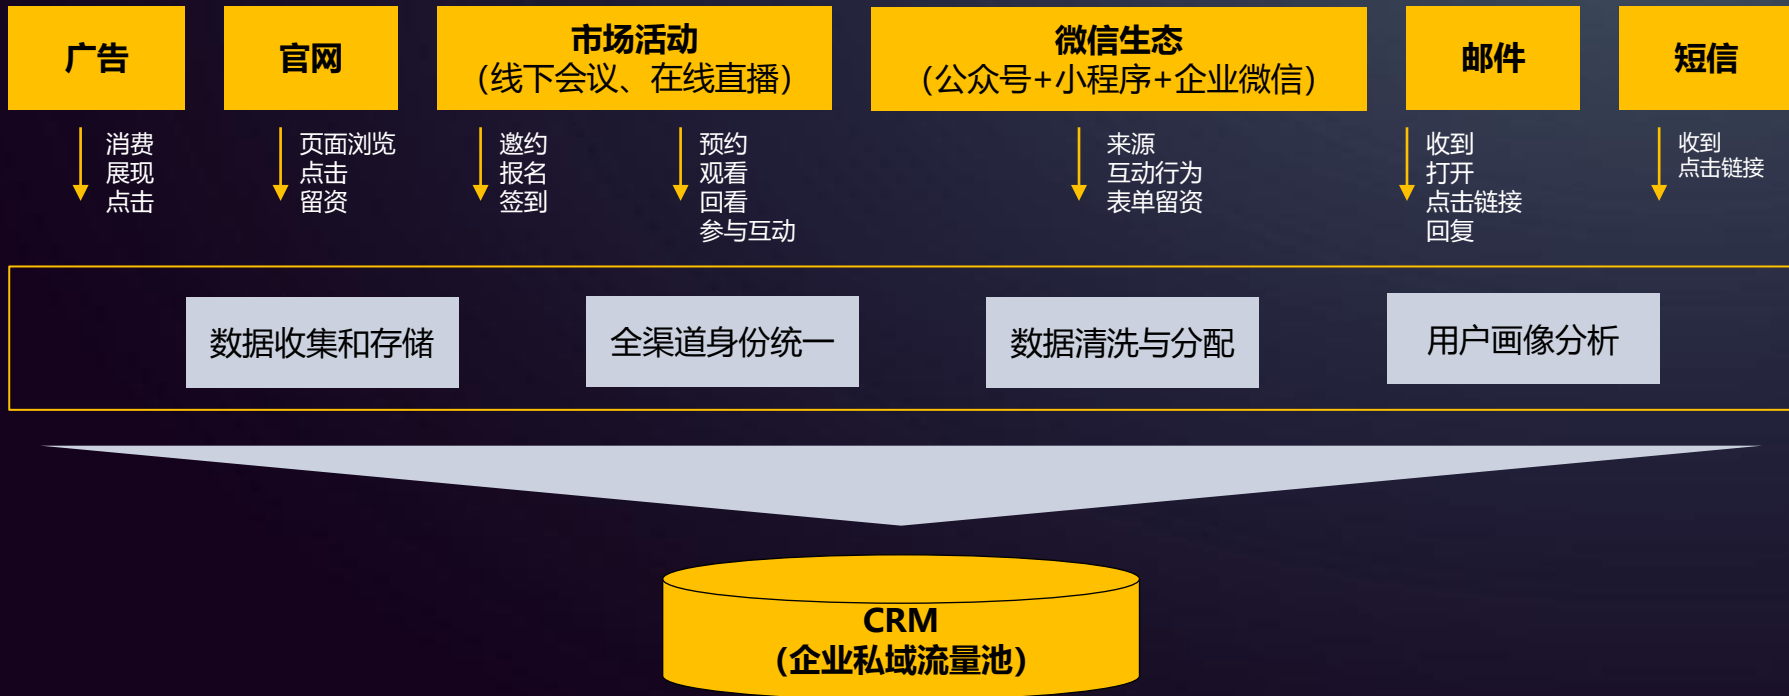 广告
官网
市场活动
（线下会议、在线直播）
微信生态
（公众号+小程序+企业微信）
邮件
短信
消费
展现
点击
页面浏览
点击
留资
邀约
报名
签到
预约
观看
回看
参与互动
来源
互动行为
表单留资
收到
打开
点击链接
回复
收到
点击链接
数据收集和存储
全渠道身份统一
数据清洗与分配
用户画像分析
CRM
（企业私域流量池）